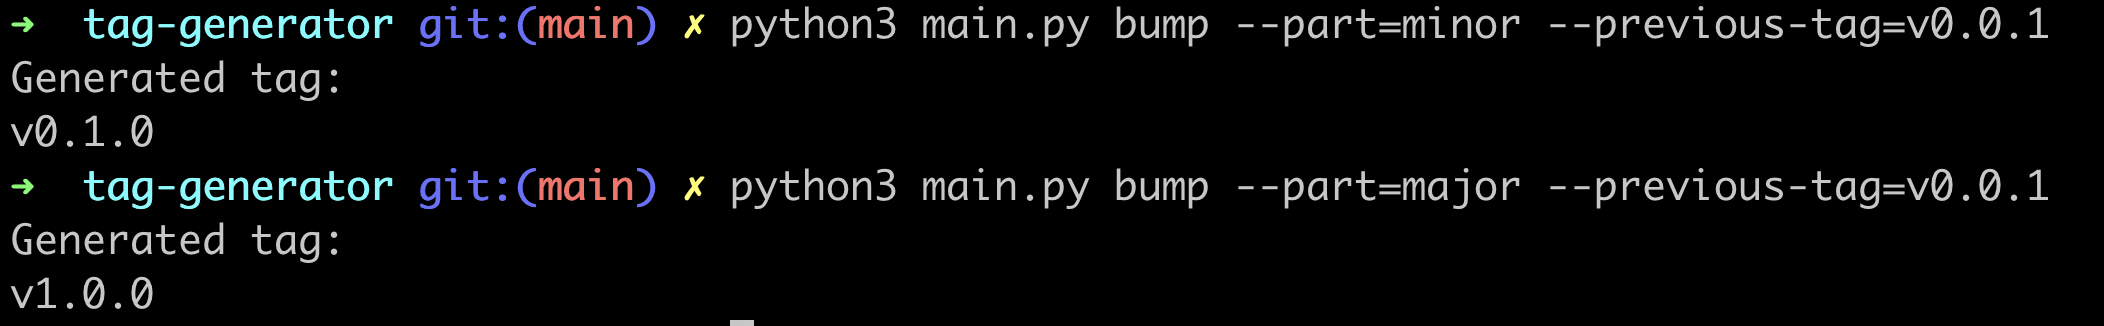 ➜  tag-generator git:(main) ✗ python3 main.py bump --part=minor --previous-tag=v0.0.1
Generated tag:
v0.1.0
➜  tag-generator git:(main) ✗ python3 main.py bump --part=major --previous-tag=v0.0.1
Generated tag:
v1.0.0